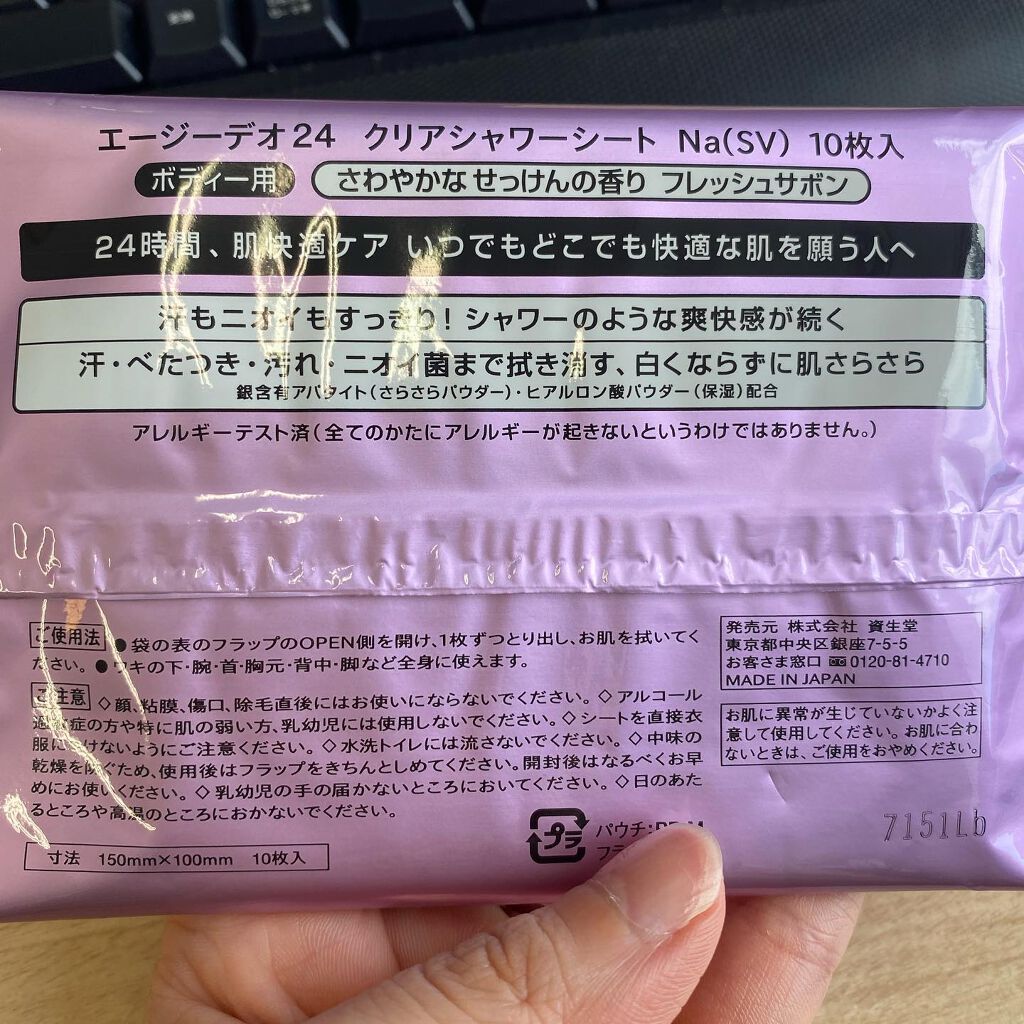 エージーデオ24 クリアシャワーシート Na(SV) 10枚入
ボディー用 さわやかなせっけんの香り フレッシュサボン
24時間、肌快適ケア いつでもどこでも快適な肌を願う人へ
汗もニオイもすっきり! シャワーのような爽快感が続く
汗・べたつき・汚れ・ニオイ菌まで拭き消す、白くならずに肌さらさら
銀含有アパタイト(さらさらパウダー)・ヒアルロン酸パウダー(保湿)配合
アレルギーテスト済(全てのかたにアレルギーが起きないというわけではありません。)
ご使用法 ●袋の表のフラップのOPEN側を開け、1枚ずつとり出し、お肌を拭いてく
ださい。●ワキの下・腕・首・胸元・背中・脚など全身に使えます。
ご注意 ◇顔、粘膜、傷口、除毛直後にはお使いにならないでください。◇アルコール
過敏症の方や特に肌の弱い方、乳幼児には使用しないでください。◇シートを直接衣
服につけないようにご注意ください。◇水洗トイレには流さないでください。◇中味の
乾燥を防ぐため、使用後はフラップをきちんとしめてください。開封後はなるべくお早
めにお使いください。◇乳幼児の手の届かないところにおいてください。◇日のあた
るところや高温のところにおかないでください。
寸法 150mm×100mm 10枚入
発売元 株式会社 資生堂
東京都中央区銀座7-5-5
お客さま窓口 0120-81-4710
MADE IN JAPAN
お肌に異常が生じていないかよく注
意して使用してください。お肌に合わ
ないときは、ご使用をおやめください。
プラ パウチ:
7151Lb